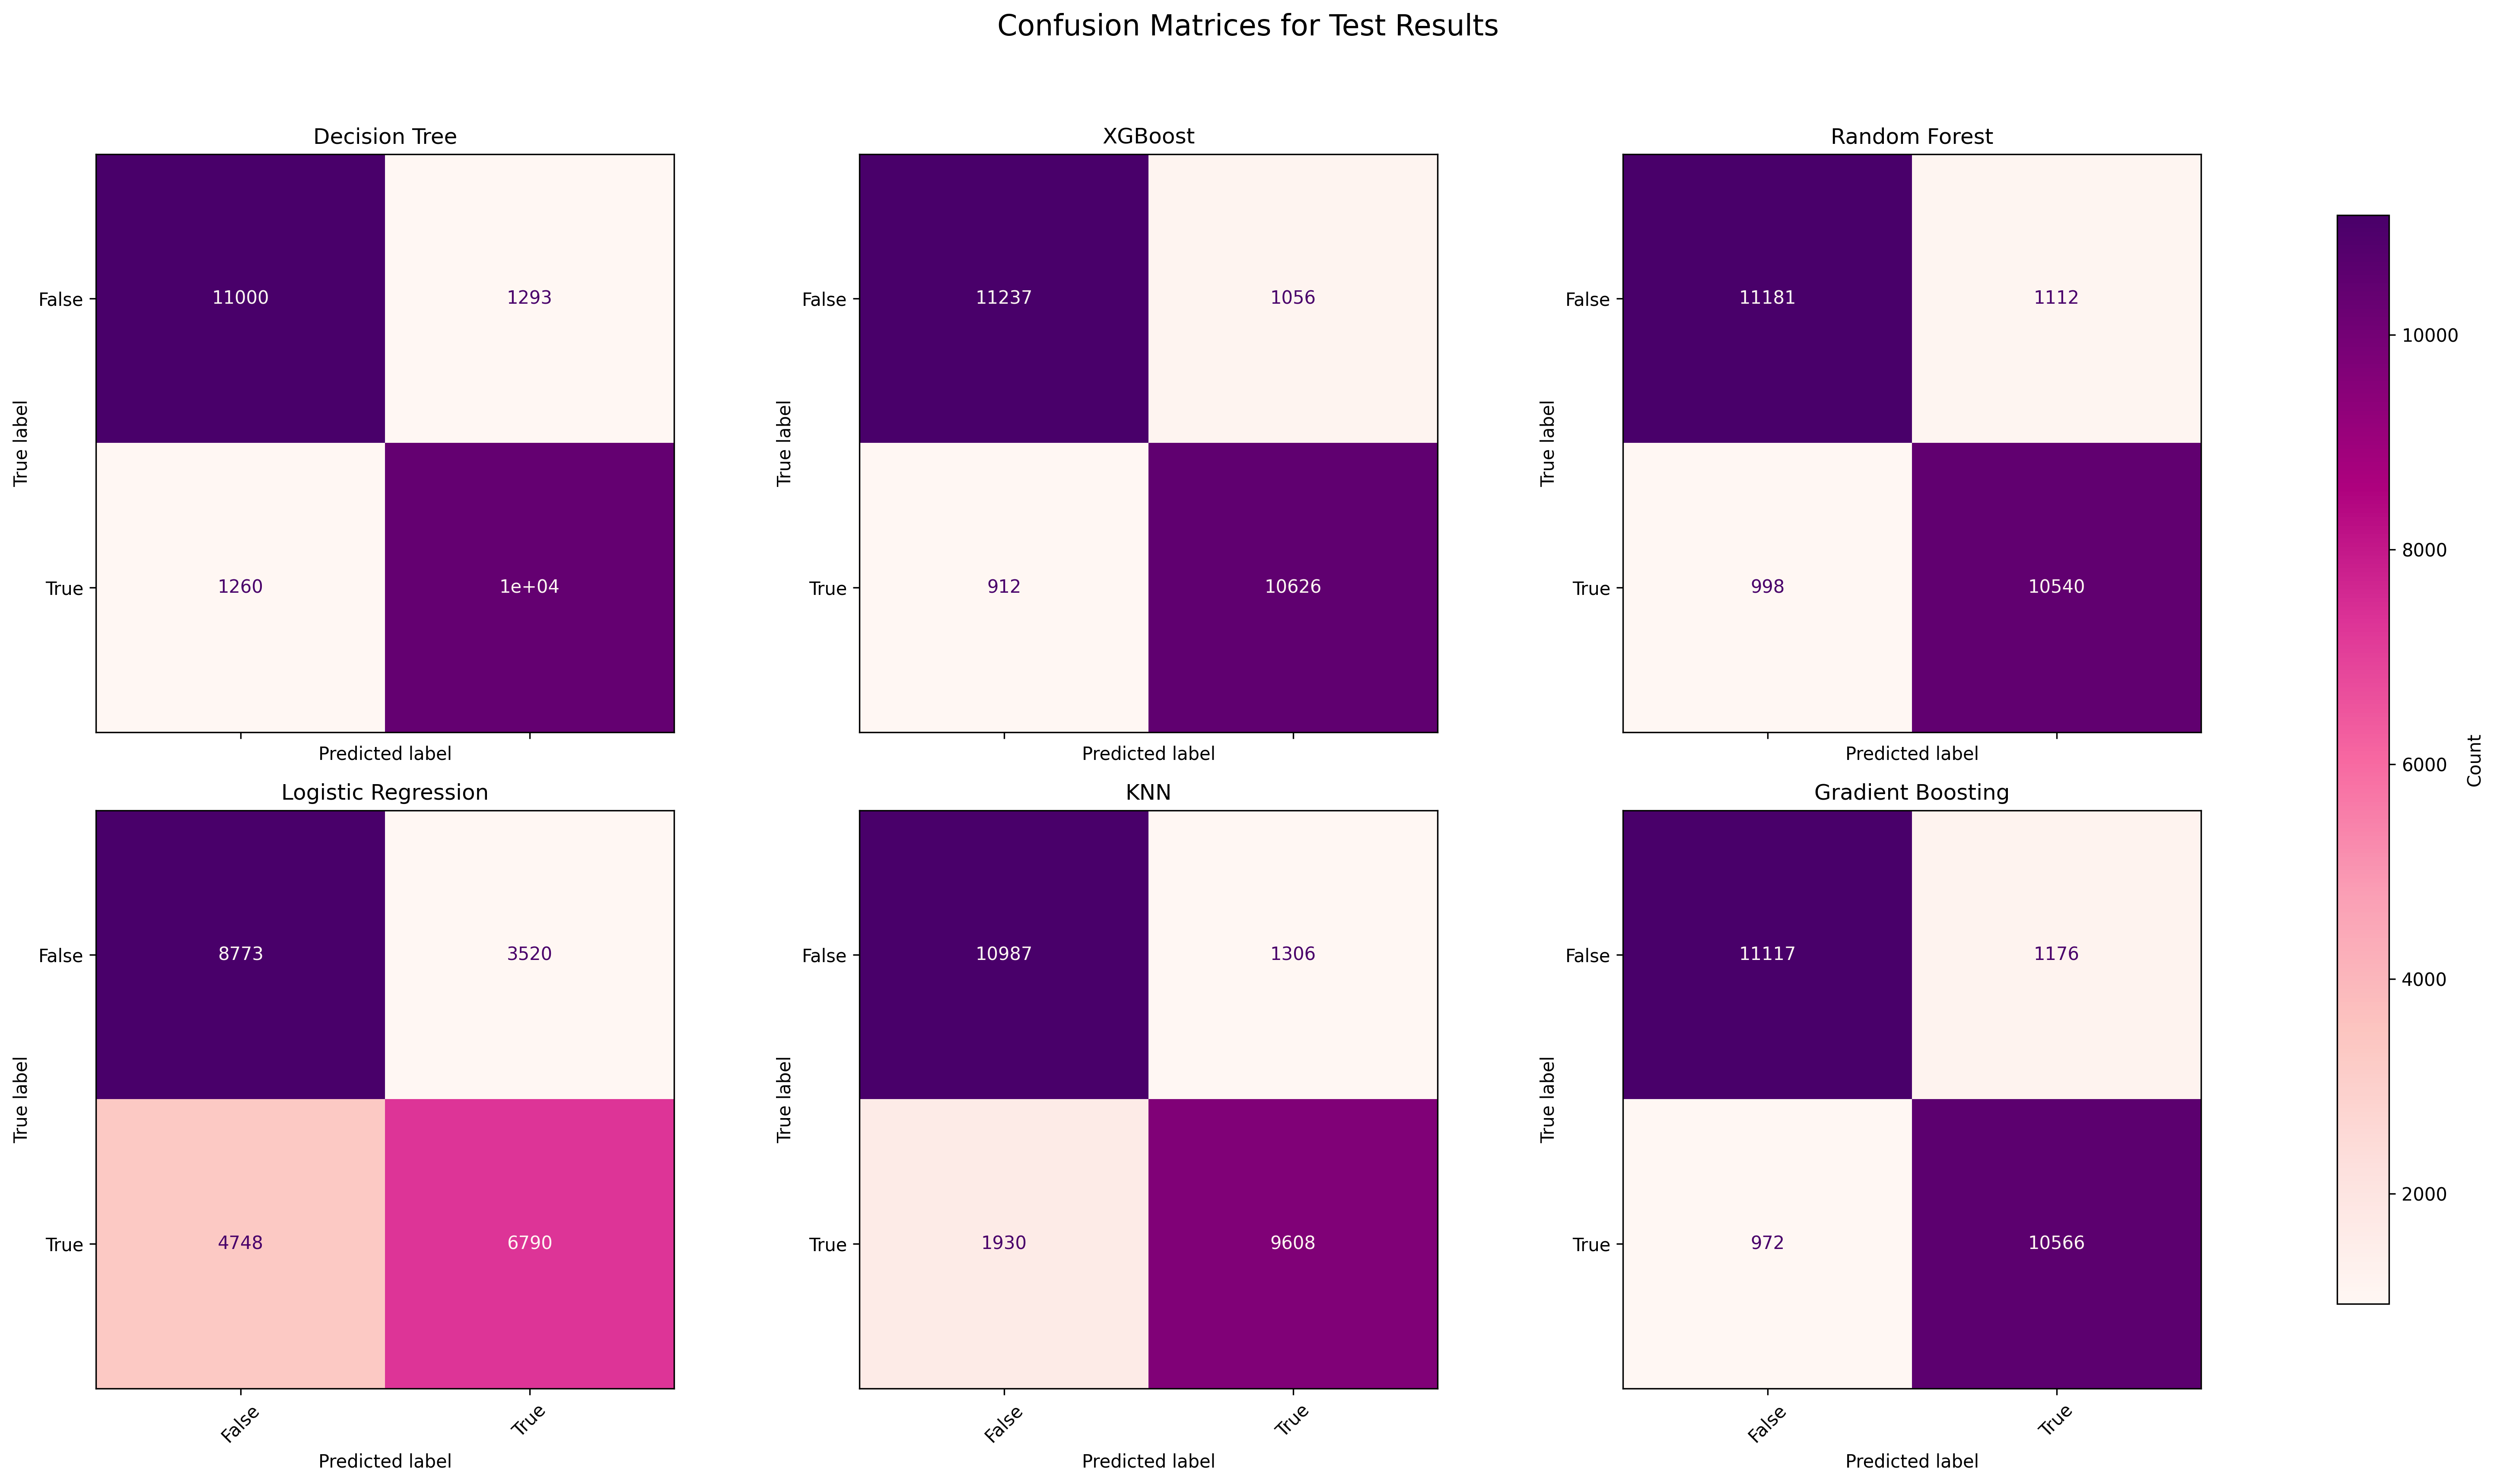 Confusion Matrices for Test Results
Decision Tree
True label
False
11000 1293
True
1260 1e+04
Predicted label
XGBoost
True label
False
11237 1056
True
912 10626
Predicted label
Random Forest
True label
False
11181 1112
True
998 10540
Predicted label
Logistic Regression
True label
False
8773 3520
True
4748 6790
False True
Predicted label
KNN
True label
False
10987 1306
True
1930 9608
False True
Predicted label
Gradient Boosting
True label
False
11117 1176
True
972 10566
False True
Predicted label
10000
8000
6000
4000
2000
Count